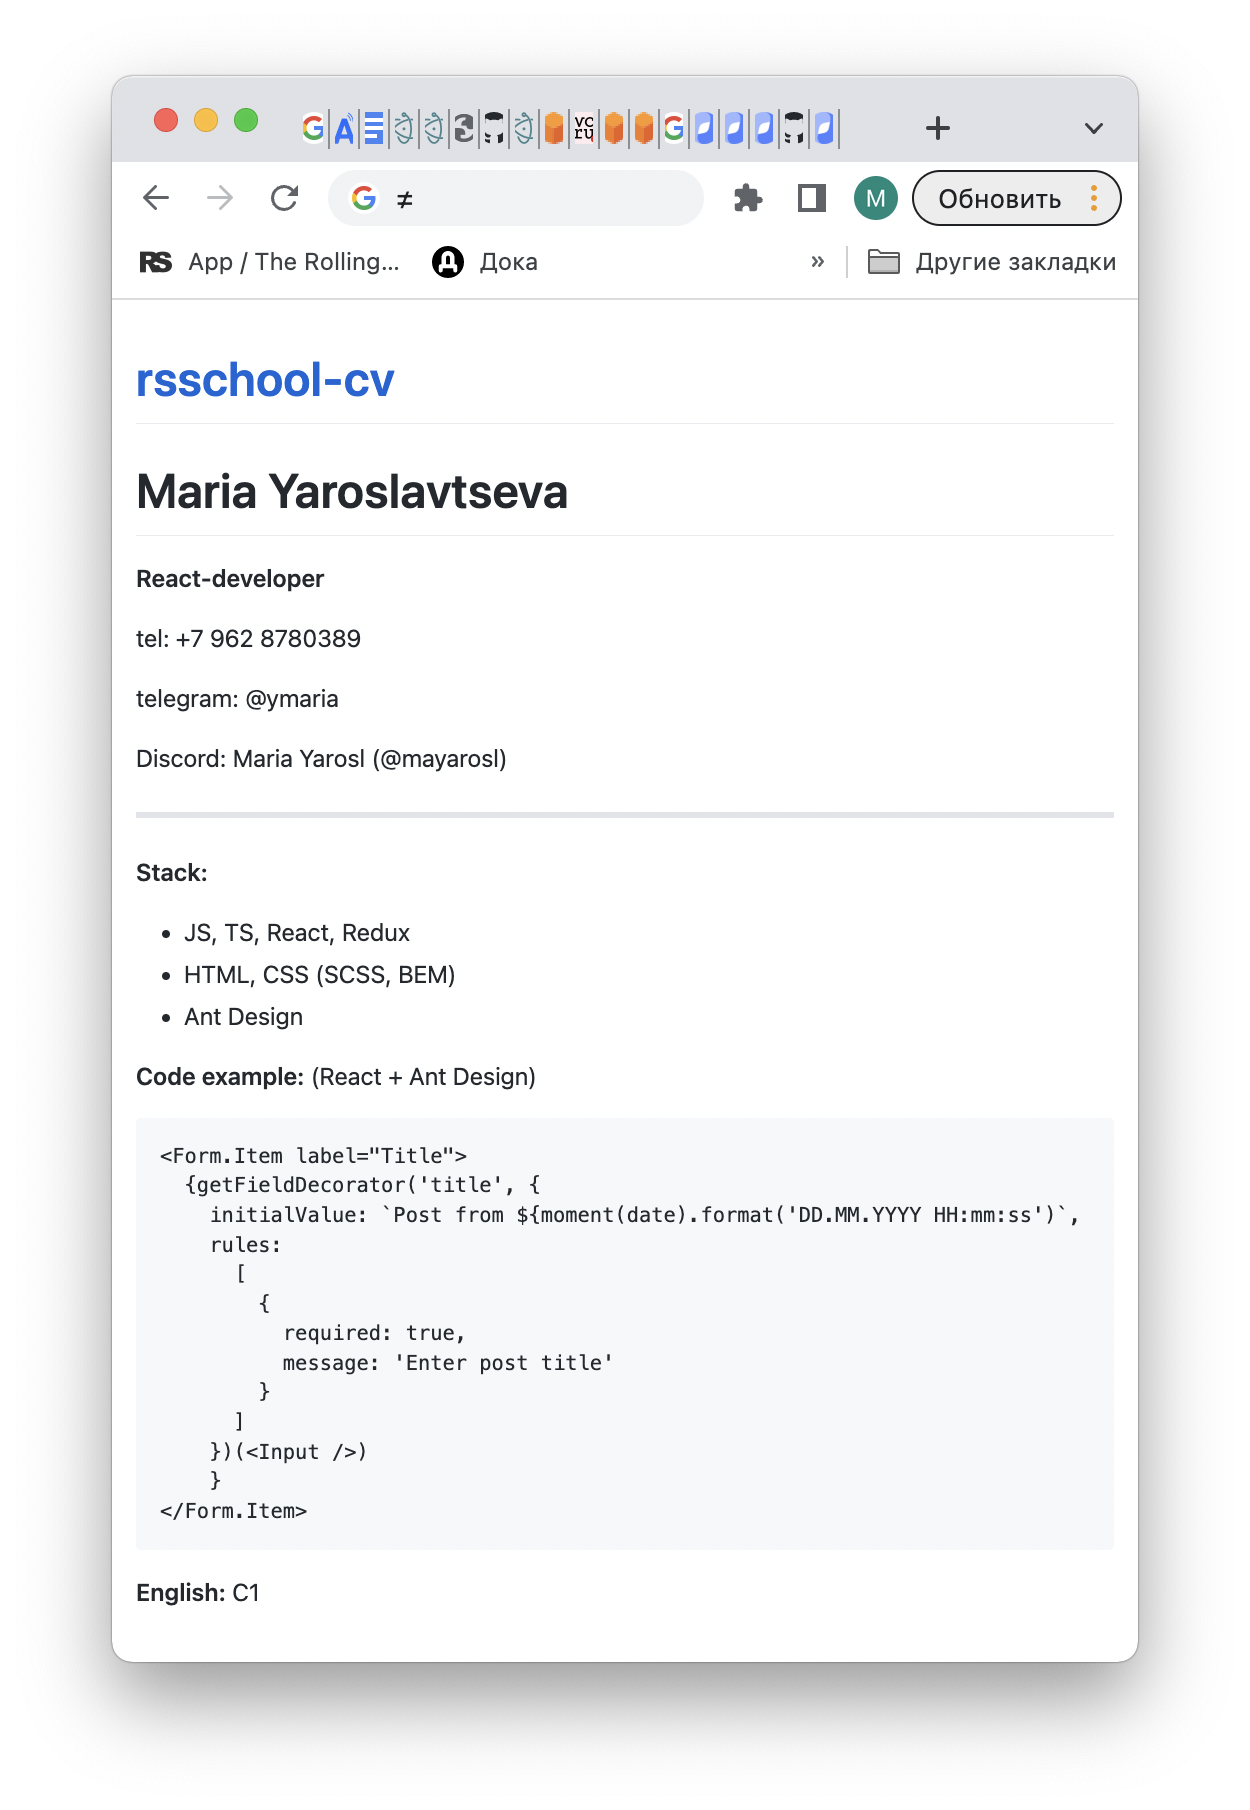 ≠
M
Обновить
RS App / The Rolling...
Дока
»
Другие закладки
rsschool-cv
Maria Yaroslavtseva
React-developer
tel: +7 962 8780389
telegram: @ymaria
Discord: Maria Yarosl (@mayarosl)
Stack:
• JS, TS, React, Redux
• HTML, CSS (SCSS, BEM)
• Ant Design
Code example: (React + Ant Design)
<Form.Item label="Title">
  {getFieldDecorator('title', {
    initialValue: `Post from ${moment(date).format('DD.MM.YYYY HH:mm:ss')`,
    rules:
      [
        {
          required: true,
          message: 'Enter post title'
        }
      ]
    })(<Input />)
    }
</Form.Item>
English: C1